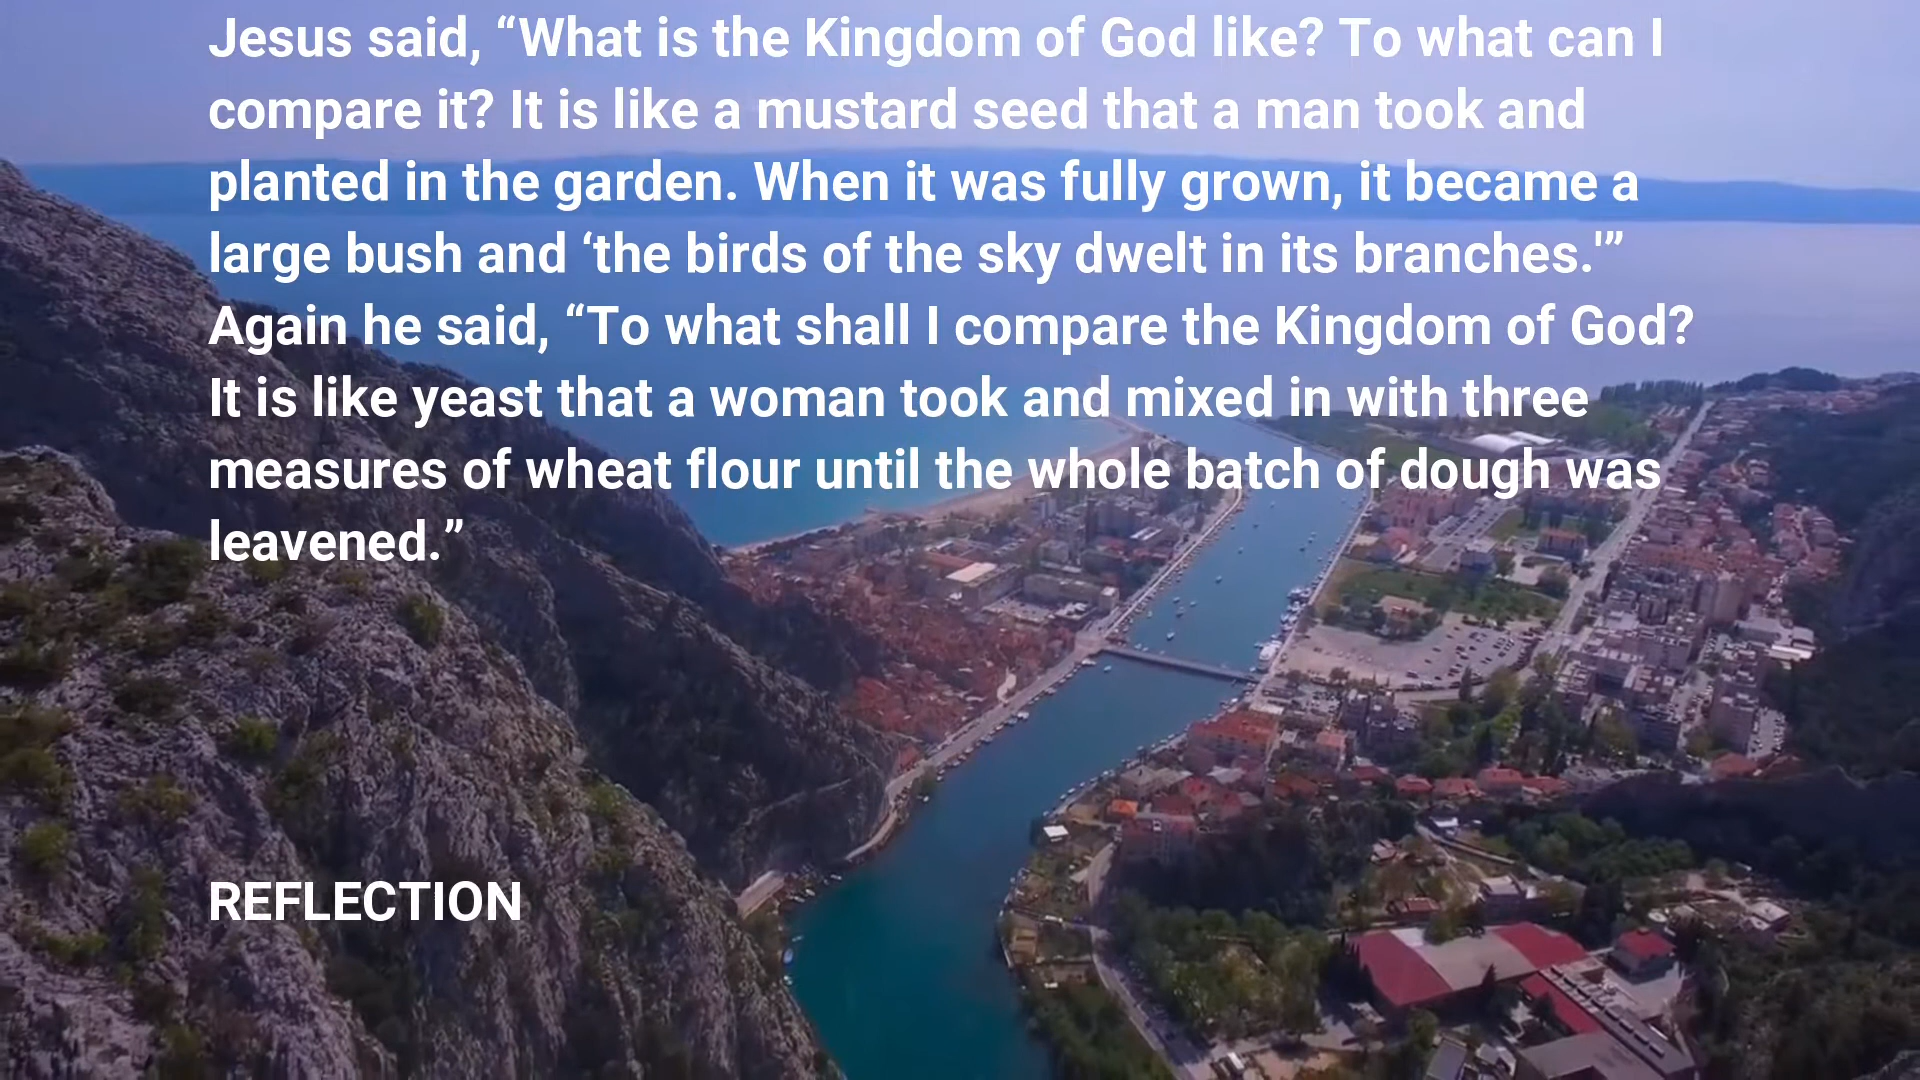 Jesus said, “What is the Kingdom of God like? To what can I
compare it? It is like a mustard seed that a man took and
planted in the garden. When it was fully grown, it became a
large bush and ‘the birds of the sky dwelt in its branches.'”
Again he said, “To what shall I compare the Kingdom of God?
It is like yeast that a woman took and mixed in with three
measures of wheat flour until the whole batch of dough was
leavened.”
REFLECTION